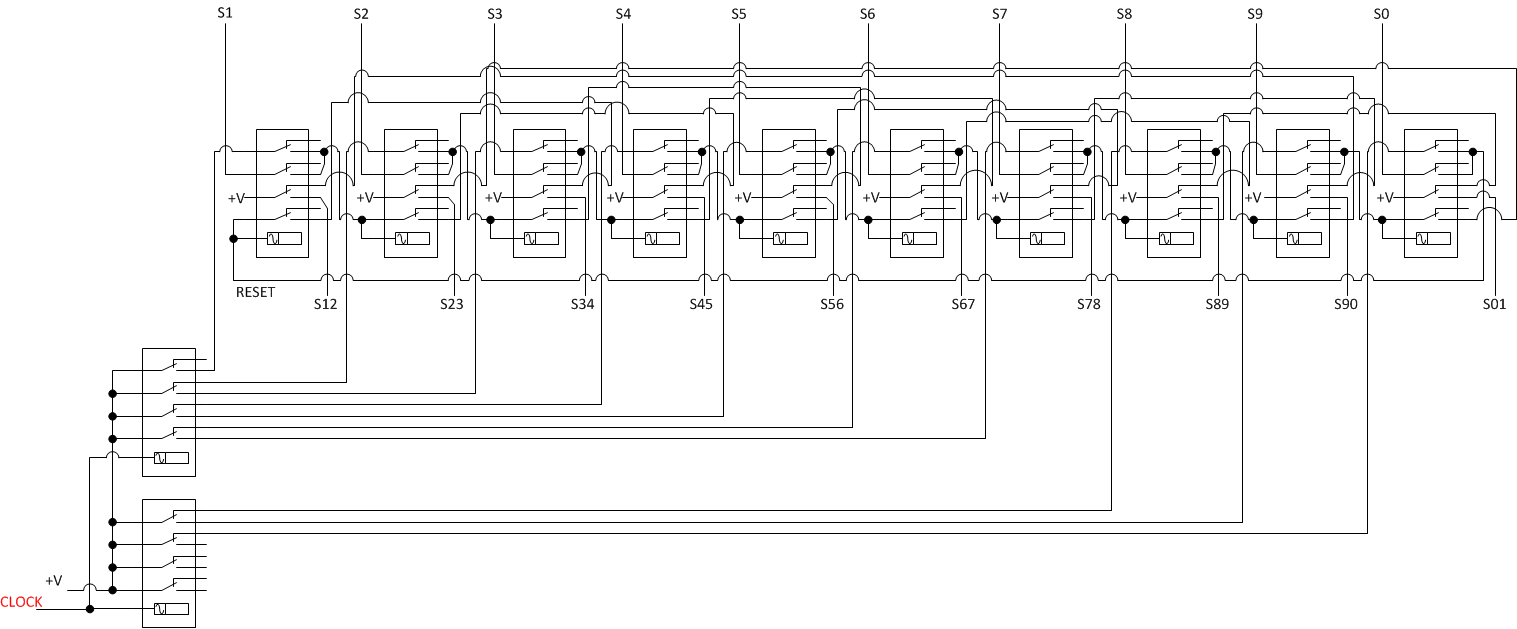 S1 S2 S3 S4 S5 S6 S7 S8 S9 S0
+V +V +V +V +V +V +V +V +V +V
RESET
S12 S23 S34 S45 S56 S67 S78 S89 S90 S01
+V
CLOCK